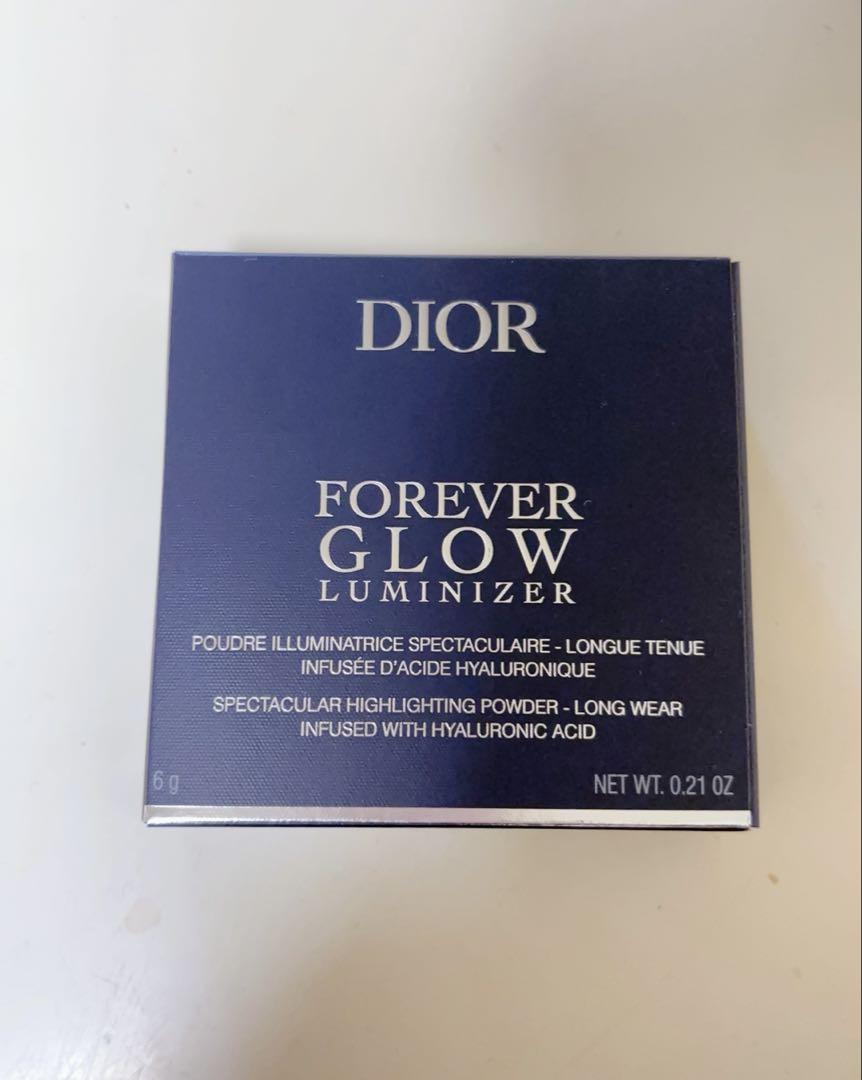 DIOR
FOREVER
GLOW
LUMINIZER
POUDRE ILLUMINATRICE SPECTACULAIRE - LONGUE TENUE
INFUSÉE D'ACIDE HYALURONIQUE
SPECTACULAR HIGHLIGHTING POWDER - LONG WEAR
INFUSED WITH HYALURONIC ACID
6 g NET WT. 0.21 OZ